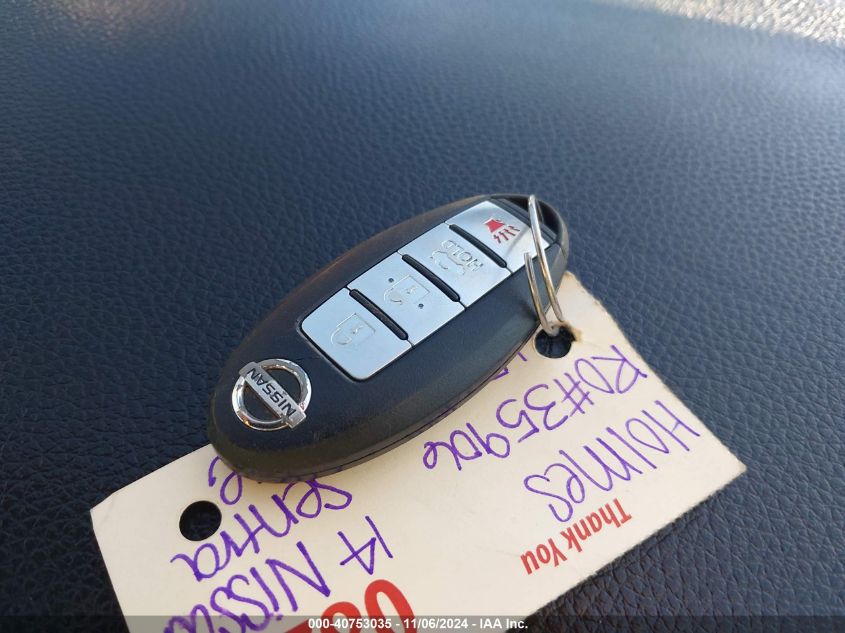 HOLD
NISSAN
Holmes
RO#35906
Thank You
14 Nissan
Sentra
000-40753035 - 11/06/2024 - IAA Inc.